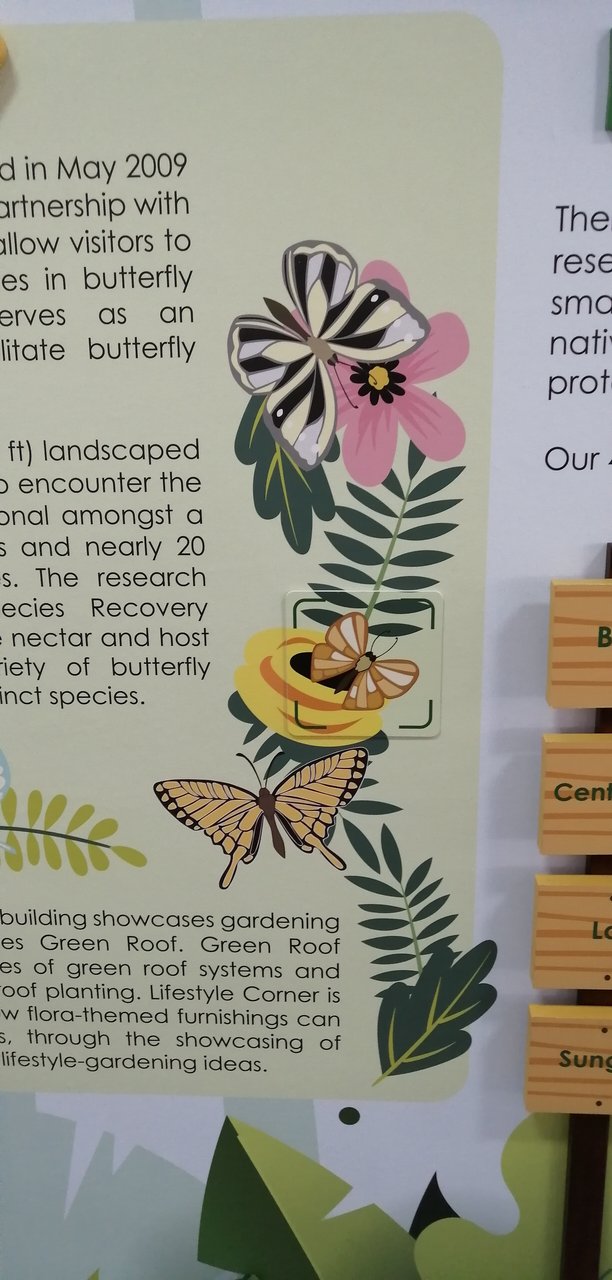 d in May 2009
artnership with
allow visitors to
es in butterfly
erves as an
litate butterfly
ft) landscaped
o encounter the
onal amongst a
s and nearly 20
s. The research
ecies Recovery
e nectar and host
riety of butterfly
inct species.
building showcases gardening
es Green Roof. Green Roof
es of green roof systems and
roof planting. Lifestyle Corner is
w flora-themed furnishings can
s, through the showcasing of
lifestyle-gardening ideas.
The
rese
sma
nativ
prot
Our 4
B
Cent
Lo
Sung